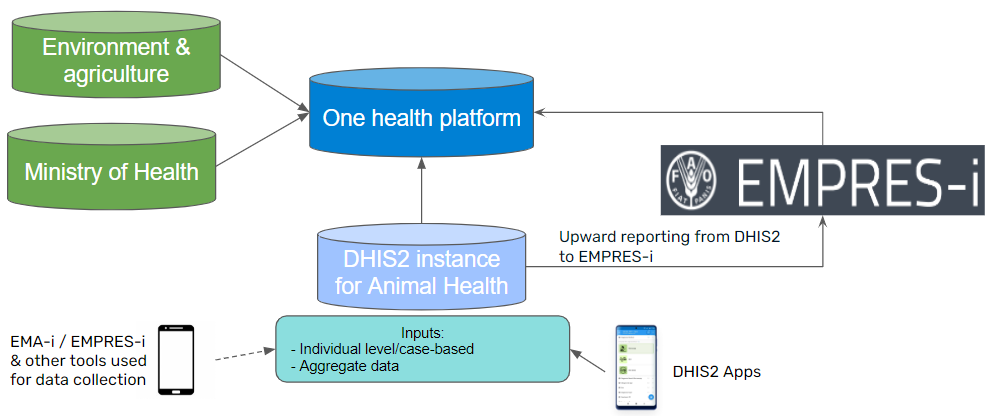 Environment &
agriculture
One health platform
Ministry of Health
FAO
FIAT PANIS
EMPRES-i
Upward reporting from DHIS2
to EMPRES-i
DHIS2 instance
for Animal Health
EMA-i / EMPRES-i
& other tools used
for data collection
Inputs:
- Individual level/case-based
- Aggregate data
DHIS2 Apps